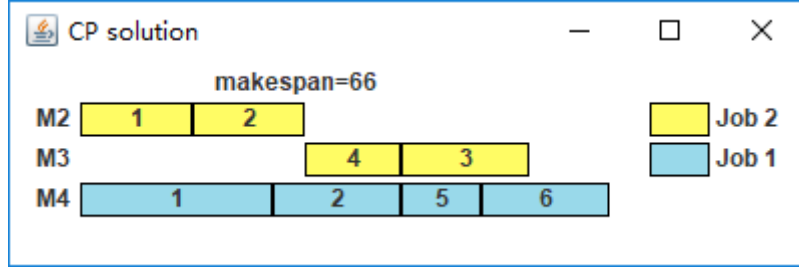 CP solution
makespan=66
M2 1 2 Job 2
M3 4 3 Job 1
M4 1 2 5 6